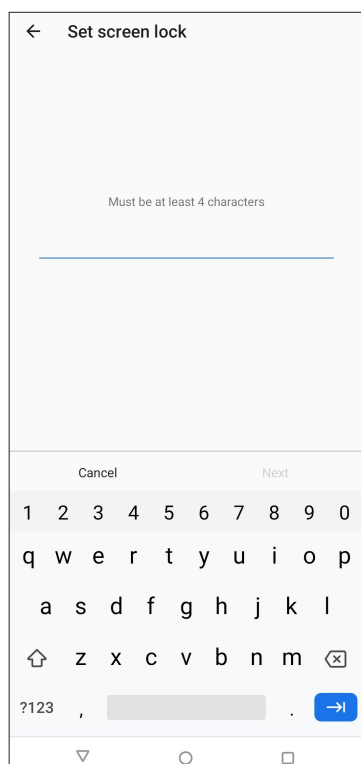 Set screen lock
Must be at least 4 characters
Cancel Next
1 2 3 4 5 6 7 8 9 0
q w e r t y u i o p
a s d f g h j k l
z x c v b n m
?123 , .